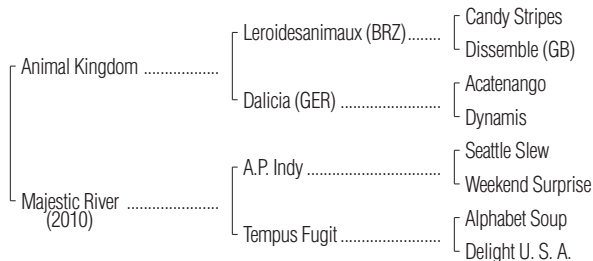 Candy Stripes
Leroidesanimaux (BRZ)........
Dissemble (GB)
Animal Kingdom ...................
Acatenango
Dalicia (GER) .........................
Dynamis
Seattle Slew
A.P. Indy ..................................
Weekend Surprise
Majestic River .......................
(2010)
Alphabet Soup
Tempus Fugit .........................
Delight U. S. A.